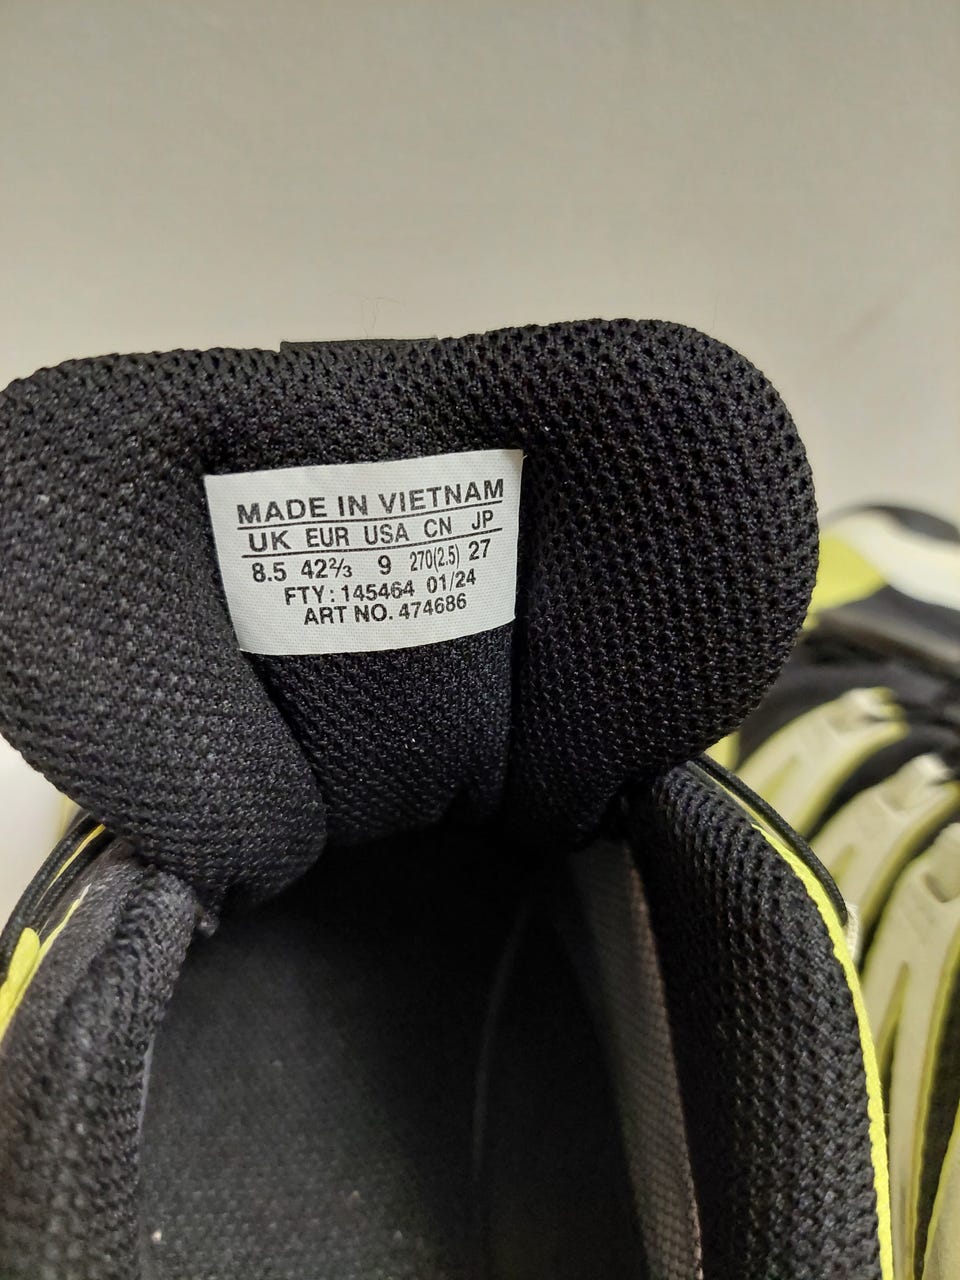 MADE IN VIETNAM
UK EUR USA CN JP
8.5 42⅔ 9 270(2.5) 27
FTY: 145464 01/24
ART NO. 474686